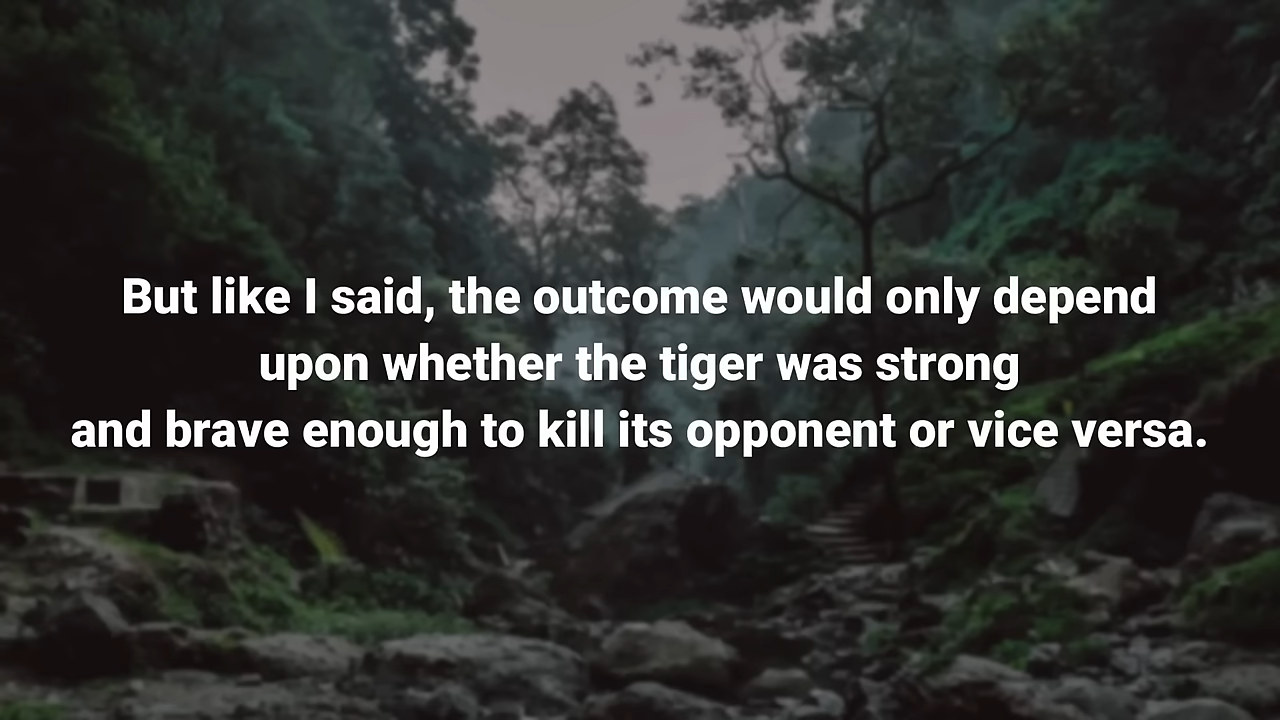 But like I said, the outcome would only depend
upon whether the tiger was strong
and brave enough to kill its opponent or vice versa.